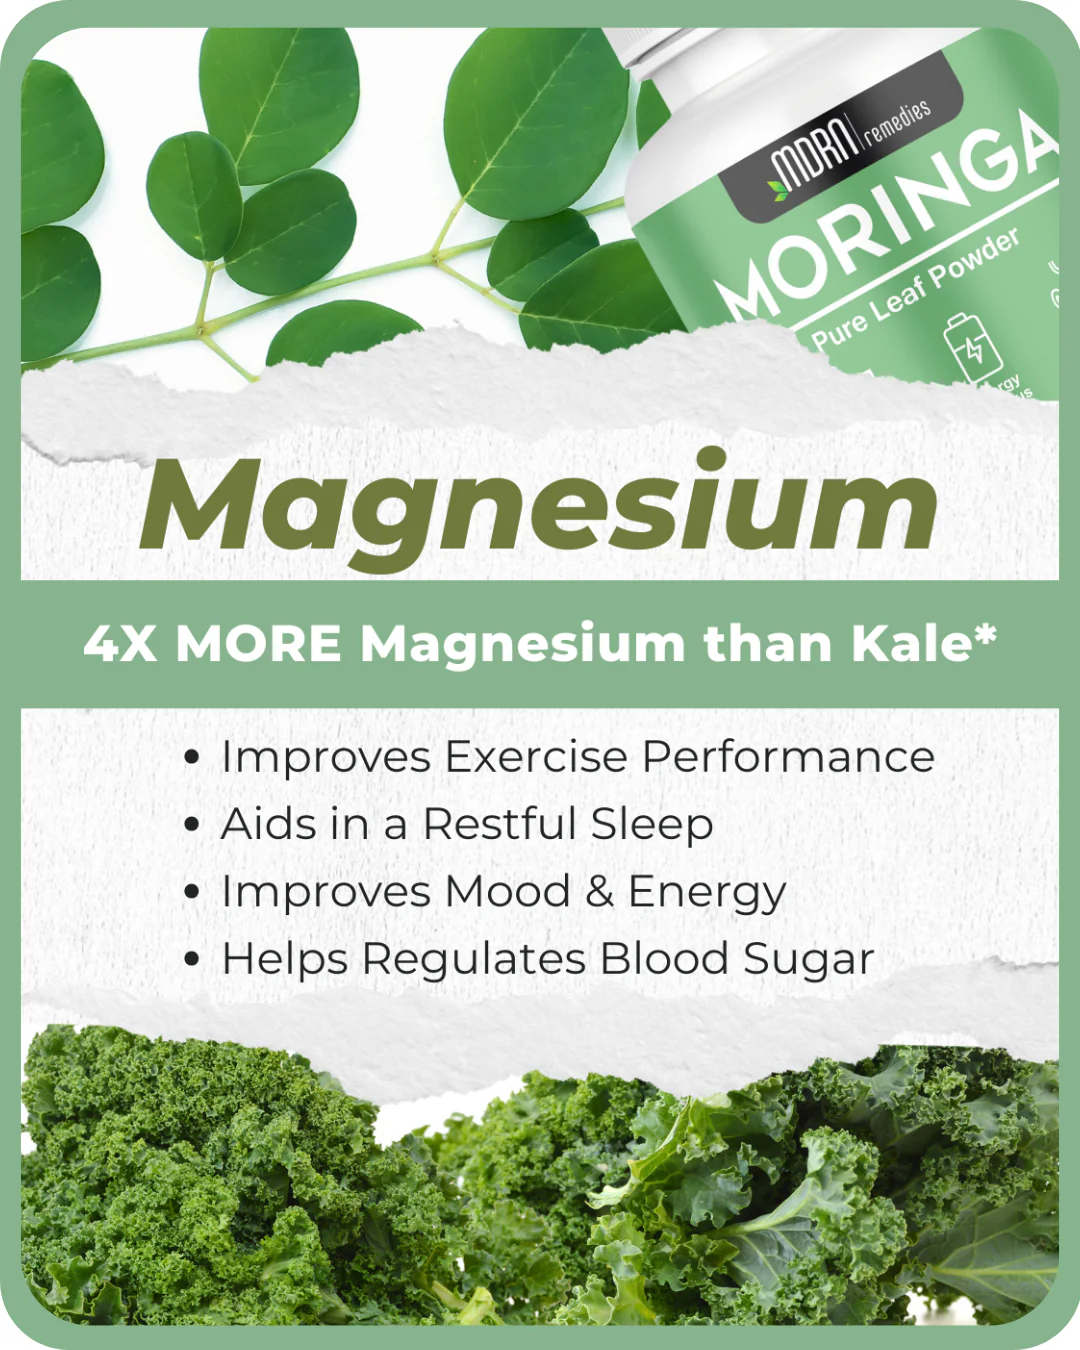 MDRN remedies
MORINGA
Pure Leaf Powder
Magnesium
4X MORE Magnesium than Kale*
• Improves Exercise Performance
• Aids in a Restful Sleep
• Improves Mood & Energy
• Helps Regulates Blood Sugar